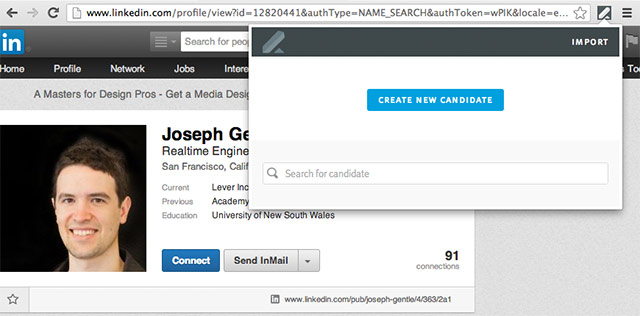 www.linkedin.com/profile/view?id=12820441&authType=NAME_SEARCH&authToken=wPlK&locale=e...
in
Search for peop
IMPORT
Home Profile Network Jobs Intere
s To
A Masters for Design Pros - Get a Media Desig
CREATE NEW CANDIDATE
Joseph Ge
Realtime Engine
San Francisco, Calif
Search for candidate
Current Lever Inc
Previous Academy
Education University of New South Wales
Connect Send InMail
91
connections
www.linkedin.com/pub/joseph-gentle/4/363/2a1